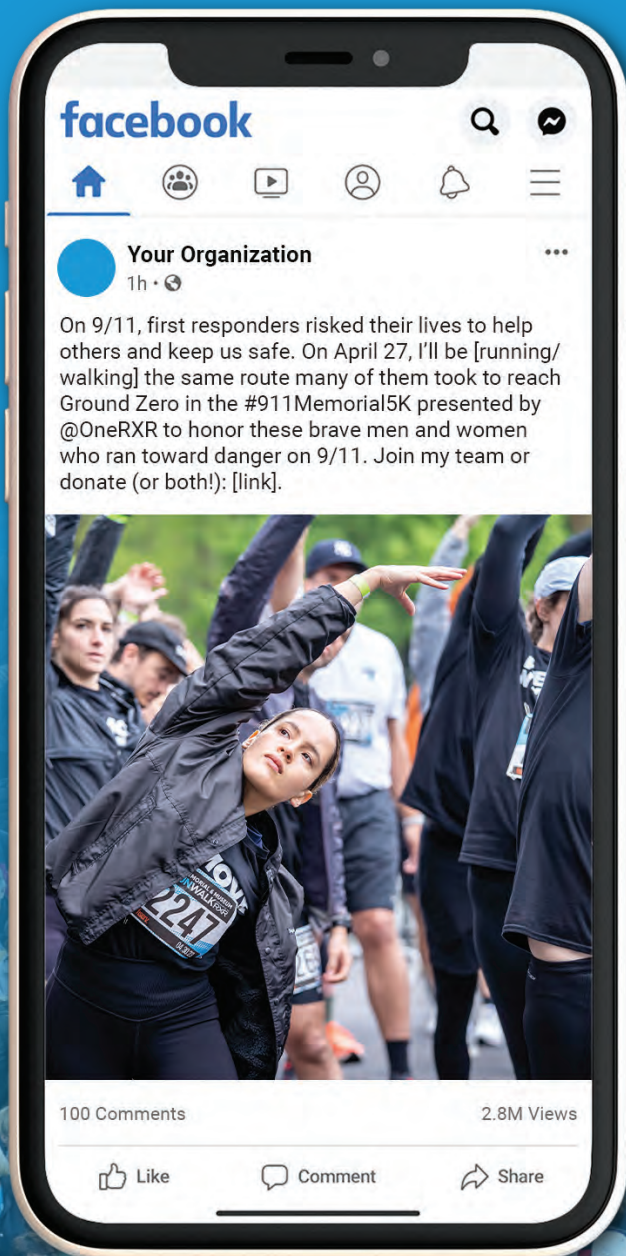 facebook
Your Organization
1h •
On 9/11, first responders risked their lives to help
others and keep us safe. On April 27, I’ll be [running/
walking] the same route many of them took to reach
Ground Zero in the #911Memorial5K presented by
@OneRXR to honor these brave men and women
who ran toward danger on 9/11. Join my team or
donate (or both!): [link].
2247
100 Comments
2.8M Views
Like
Comment
Share